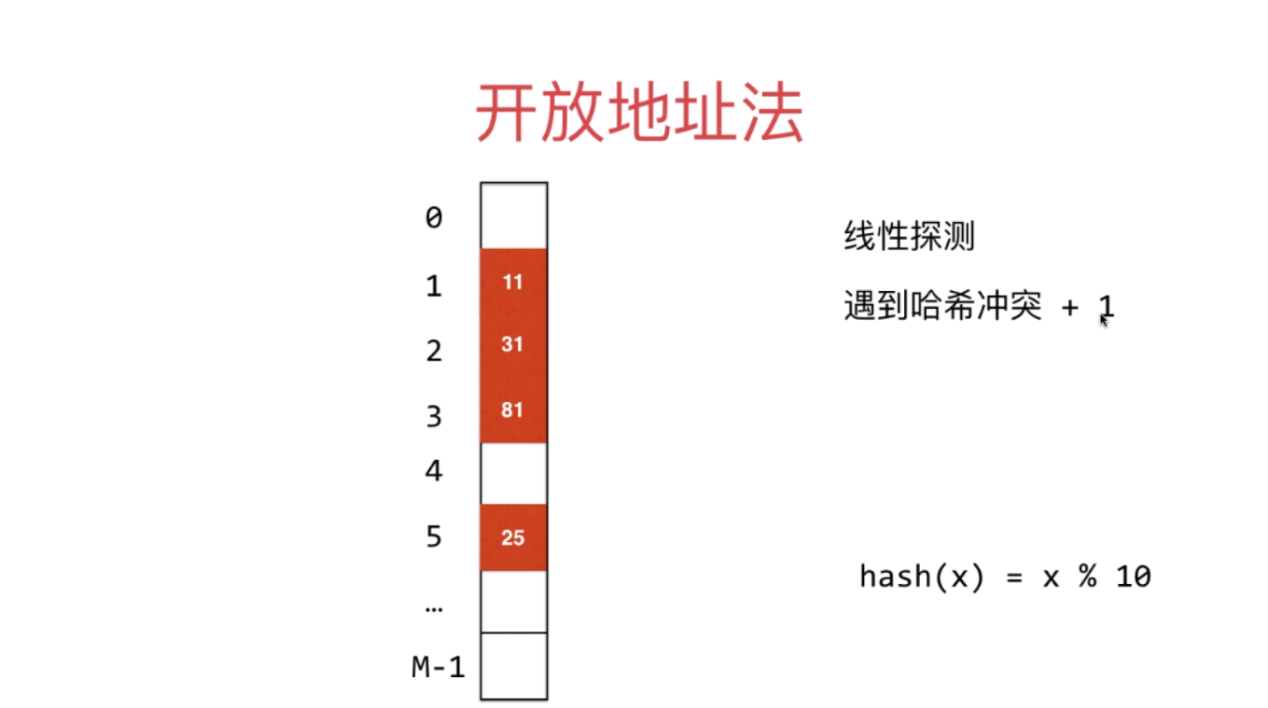 开放地址法
0
1 11
2 31
3 81
4
5 25
…
M-1
线性探测
遇到哈希冲突 + 1
hash(x) = x % 10